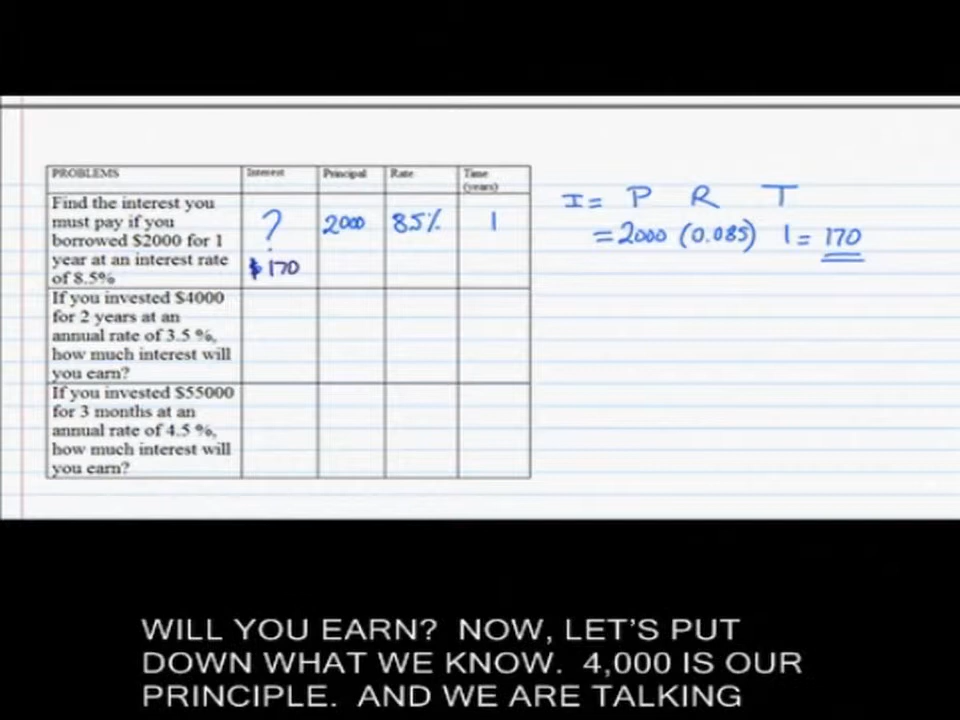 PROBLEMS Interest Principal Rate Time (years)
Find the interest you
must pay if you
borrowed $2000 for 1
year at an interest rate
of 8.5%
? 2000 8.5% 1
$170
I = P R T
= 2000 (0.085) 1 = 170
If you invested $4000
for 2 years at an
annual rate of 3.5 %,
how much interest will
you earn?
If you invested $55000
for 3 months at an
annual rate of 4.5 %,
how much interest will
you earn?
WILL YOU EARN? NOW, LET'S PUT
DOWN WHAT WE KNOW. 4,000 IS OUR
PRINCIPLE. AND WE ARE TALKING